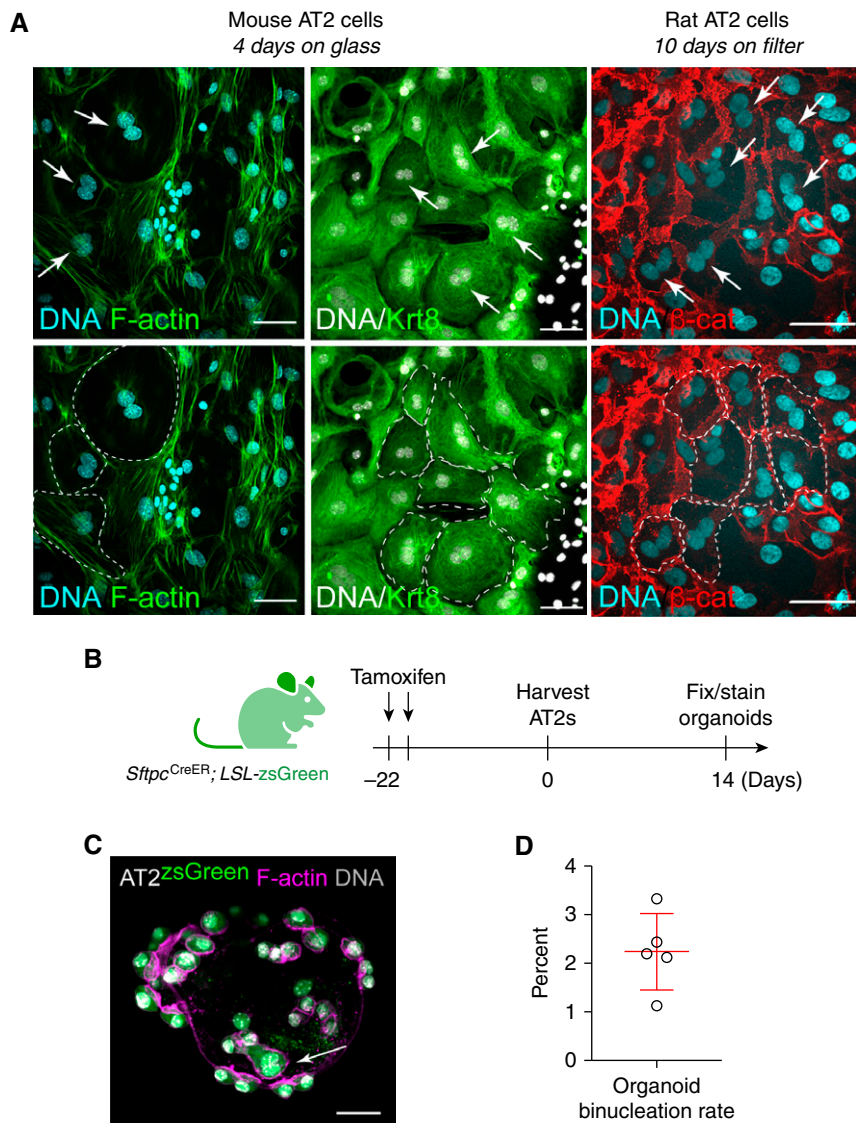 A
Mouse AT2 cells
4 days on glass
Rat AT2 cells
10 days on filter
DNA F-actin
DNA/Krt8
DNA β-cat
DNA F-actin
DNA/Krt8
DNA β-cat
B
Tamoxifen
Harvest
AT2s
Fix/stain
organoids
Sftpc^CreER; LSL-zsGreen
–22
0
14 (Days)
C
AT2^zsGreen F-actin DNA
D
4
3
2
1
0
Percent
Organoid
binucleation rate